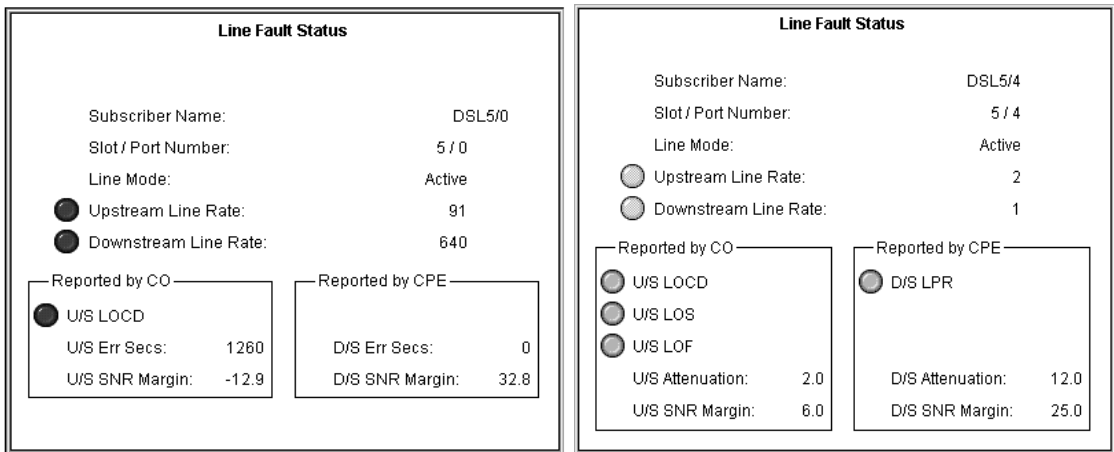 Line Fault Status
Subscriber Name: DSL5/0
Slot / Port Number: 5 / 0
Line Mode: Active
Upstream Line Rate: 91
Downstream Line Rate: 640
Reported by CO
U/S LOCD
U/S Err Secs: 1260
U/S SNR Margin: -12.9
Reported by CPE
D/S Err Secs: 0
D/S SNR Margin: 32.8
Line Fault Status
Subscriber Name: DSL5/4
Slot / Port Number: 5 / 4
Line Mode: Active
Upstream Line Rate: 2
Downstream Line Rate: 1
Reported by CO
U/S LOCD
U/S LOS
U/S LOF
U/S Attenuation: 2.0
U/S SNR Margin: 6.0
Reported by CPE
D/S LPR
D/S Attenuation: 12.0
D/S SNR Margin: 25.0